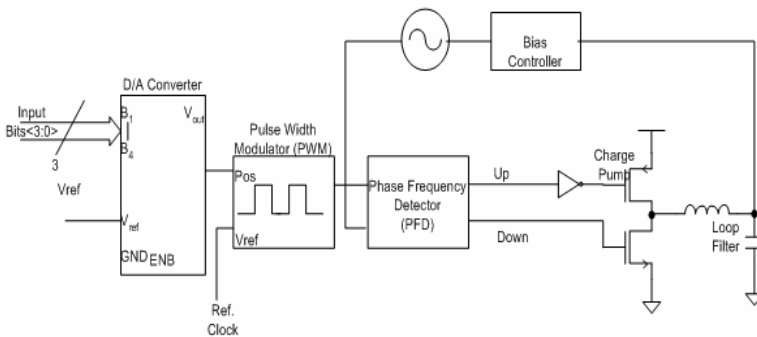 Bias
Controller
D/A Converter
Input
Bits<3:0>
3
B1
B4
Vout
Vref
Vref
GND ENB
Pulse Width
Modulator (PWM)
Pos
Vref
Ref.
Clock
Phase Frequency
Detector
(PFD)
Up
Down
Charge
Pump
Loop
Filter